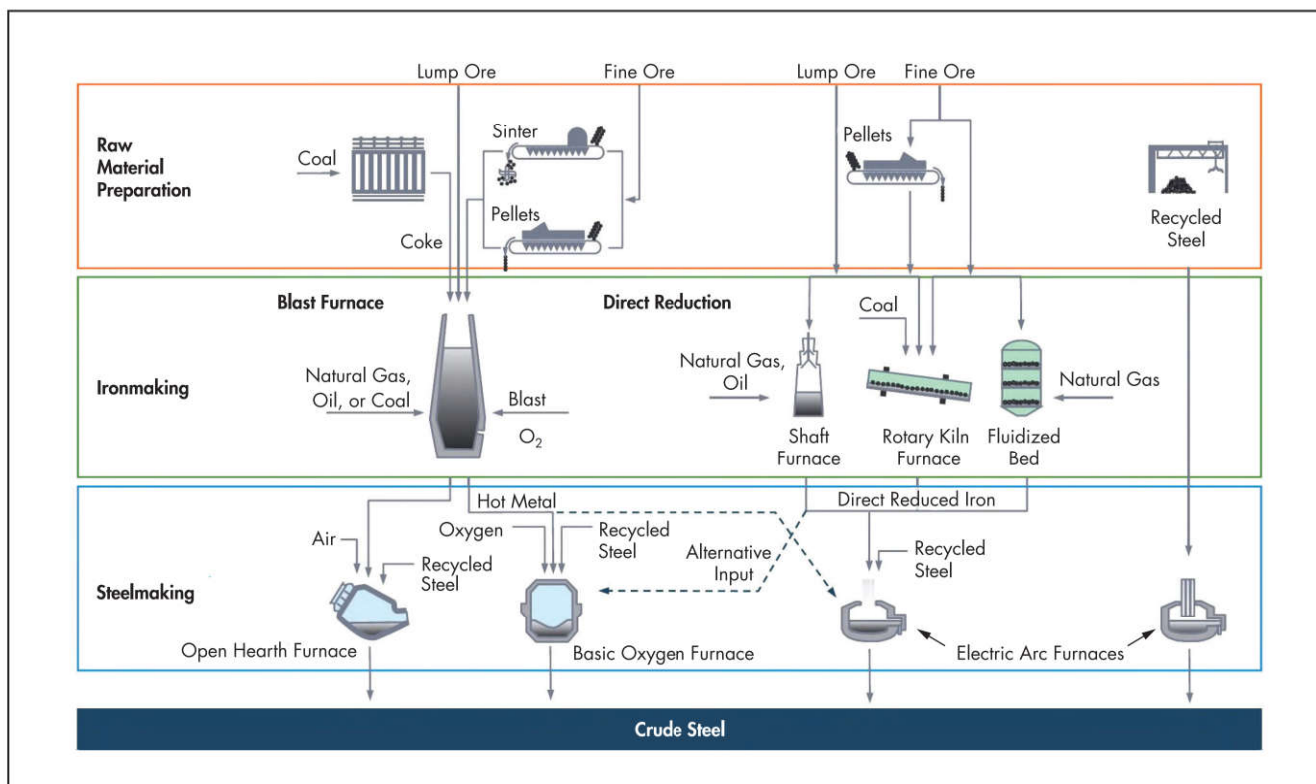 Lump Ore
Fine Ore
Lump Ore
Fine Ore
Raw
Material
Preparation
Coal
Sinter
Pellets
Coke
Pellets
Recycled
Steel
Blast Furnace
Direct Reduction
Ironmaking
Natural Gas,
Oil, or Coal
Blast
O₂
Natural Gas,
Oil
Coal
Natural Gas
Shaft
Furnace
Rotary Kiln
Furnace
Fluidized
Bed
Steelmaking
Hot Metal
Direct Reduced Iron
Air
Recycled
Steel
Oxygen
Recycled
Steel
Alternative
Input
Recycled
Steel
Open Hearth Furnace
Basic Oxygen Furnace
Electric Arc Furnaces
Crude Steel